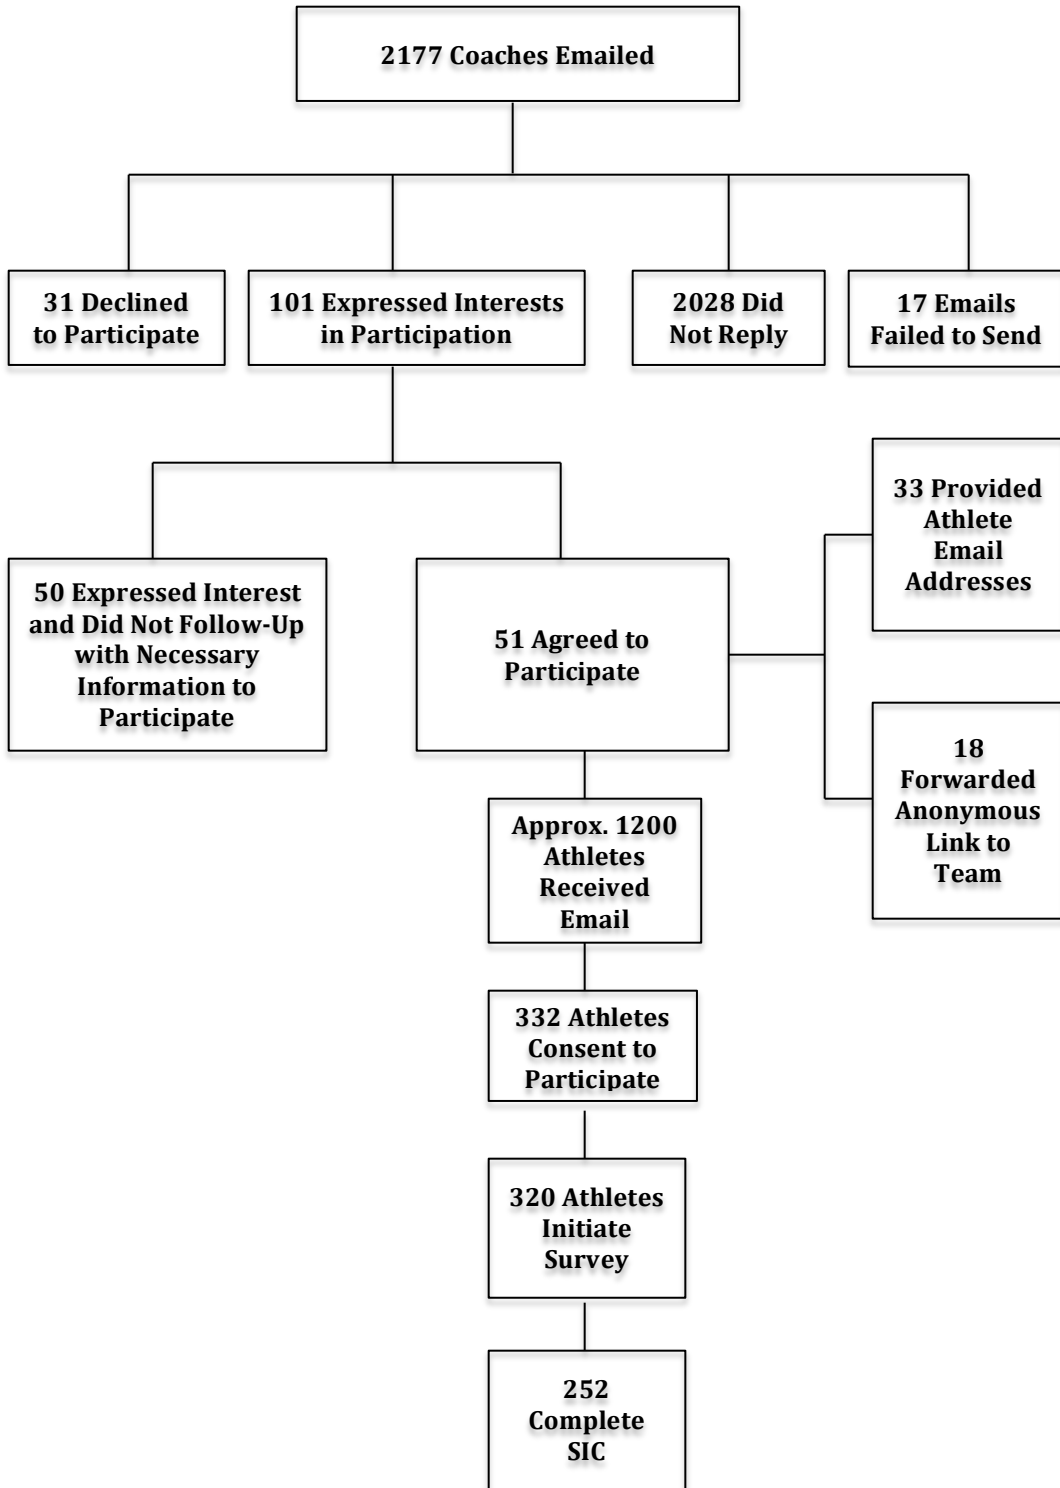 2177 Coaches Emailed
31 Declined
to Participate
101 Expressed Interests
in Participation
2028 Did
Not Reply
17 Emails
Failed to Send
33 Provided
Athlete
Email
Addresses
50 Expressed Interest
and Did Not Follow-Up
with Necessary
Information to
Participate
51 Agreed to
Participate
18
Forwarded
Anonymous
Link to
Team
Approx. 1200
Athletes
Received
Email
332 Athletes
Consent to
Participate
320 Athletes
Initiate
Survey
252
Complete
SIC